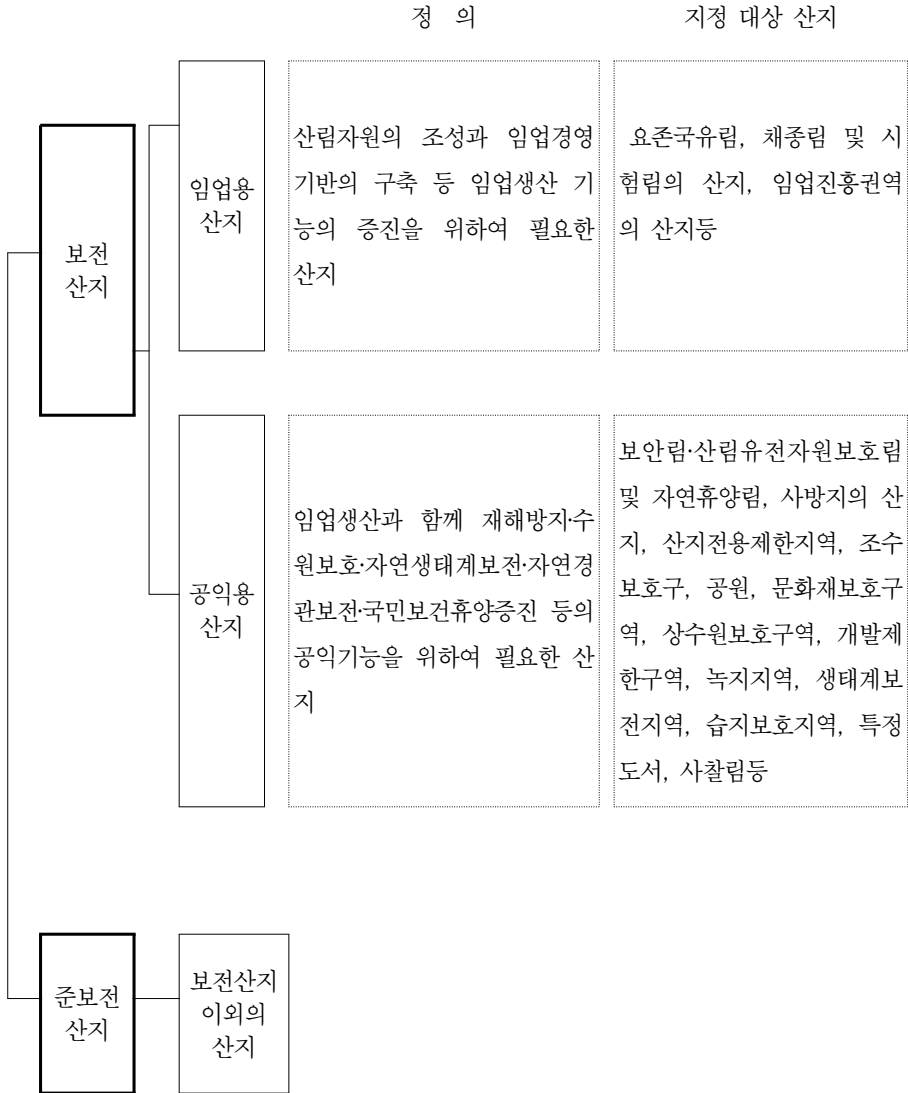 정 의
지정 대상 산지
보전
산지
임업용
산지
산림자원의 조성과 임업경영
기반의 구축 등 임업생산 기
능의 증진을 위하여 필요한
산지
요존국유림, 채종림 및 시
험림의 산지, 임업진흥권역
의 산지등
공익용
산지
임업생산과 함께 재해방지·수
원보호·자연생태계보전·자연경
관보전·국민보건휴양증진 등의
공익기능을 위하여 필요한 산
지
보안림·산림유전자원보호림
및 자연휴양림, 사방지의 산
지, 산지전용제한지역, 조수
보호구, 공원, 문화재보호구
역, 상수원보호구역, 개발제
한구역, 녹지지역, 생태계보
전지역, 습지보호지역, 특정
도서, 사찰림등
준보전
산지
보전산지
이외의
산지